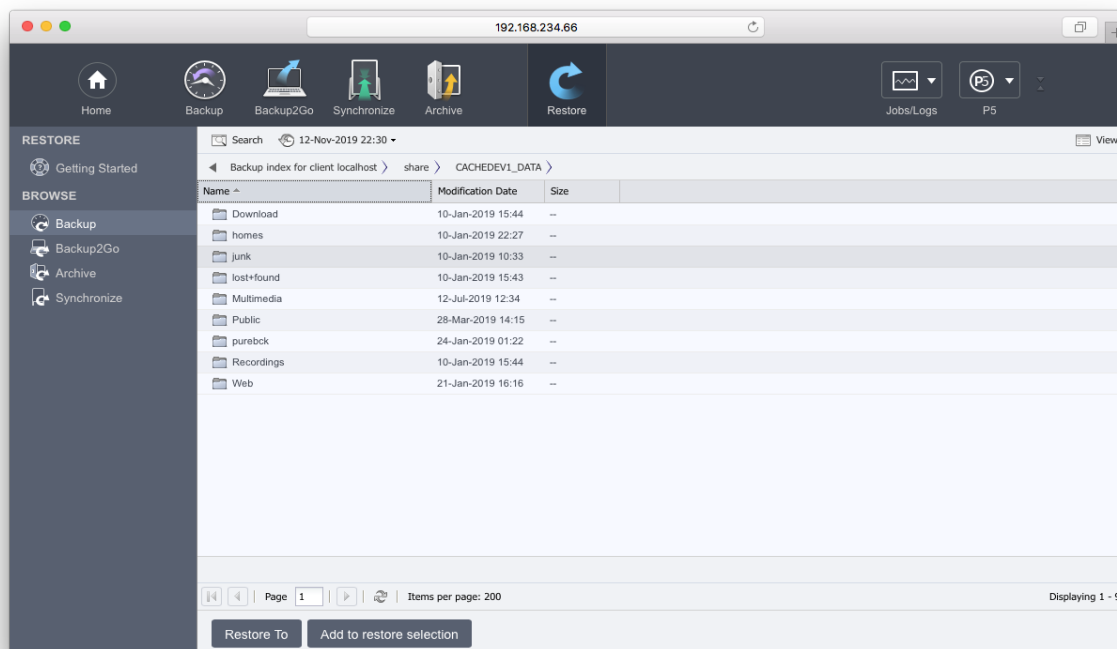 192.168.234.66
Home
Backup
Backup2Go
Synchronize
Archive
Restore
Jobs/Logs
P5
P5
RESTORE
Getting Started
BROWSE
Backup
Backup2Go
Archive
Synchronize
Search 12-Nov-2019 22:30
View
Backup index for client localhost share CACHEDEV1_DATA
Name Modification Date Size
Download 10-Jan-2019 15:44 --
homes 10-Jan-2019 22:27 --
junk 10-Jan-2019 10:33 --
lost+found 10-Jan-2019 15:43 --
Multimedia 12-Jul-2019 12:34 --
Public 28-Mar-2019 14:15 --
purebck 24-Jan-2019 01:22 --
Recordings 10-Jan-2019 15:44 --
Web 21-Jan-2019 16:16 --
Page 1 Items per page: 200 Displaying 1 - 9
Restore To Add to restore selection